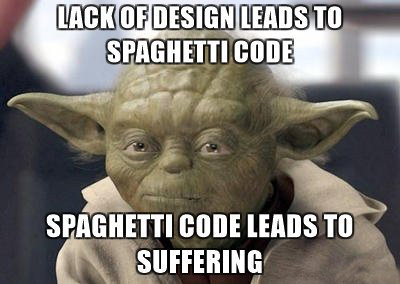 LACK OF DESIGN LEADS TO
SPAGHETTI CODE
SPAGHETTI CODE LEADS TO
SUFFERING